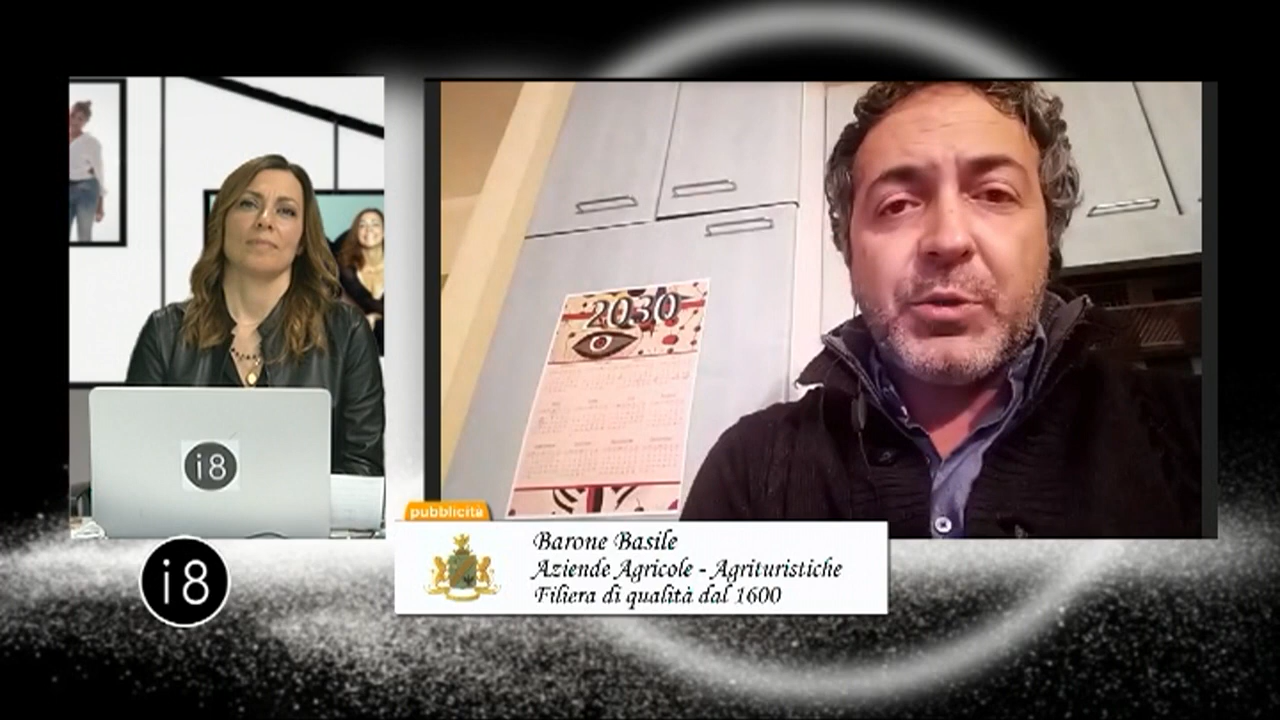 2030
i8
pubblicità
Barone Basile
Aziende Agricole - Agrituristiche
Filiera di qualità dal 1600
i8